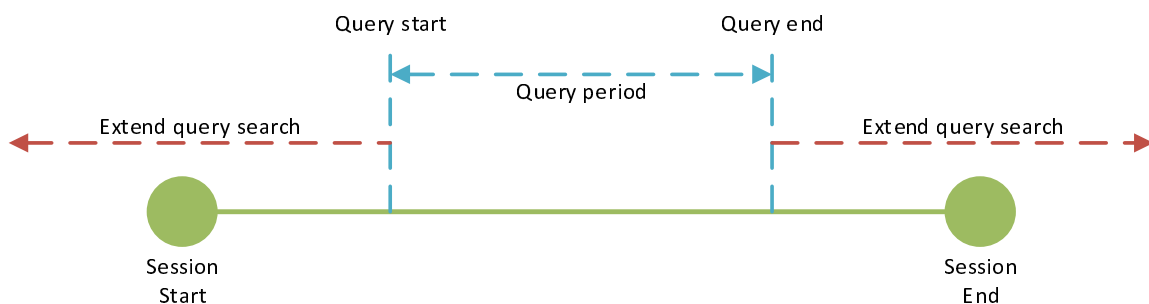 Query start
Query end
Query period
Extend query search
Extend query search
Session
Start
Session
End